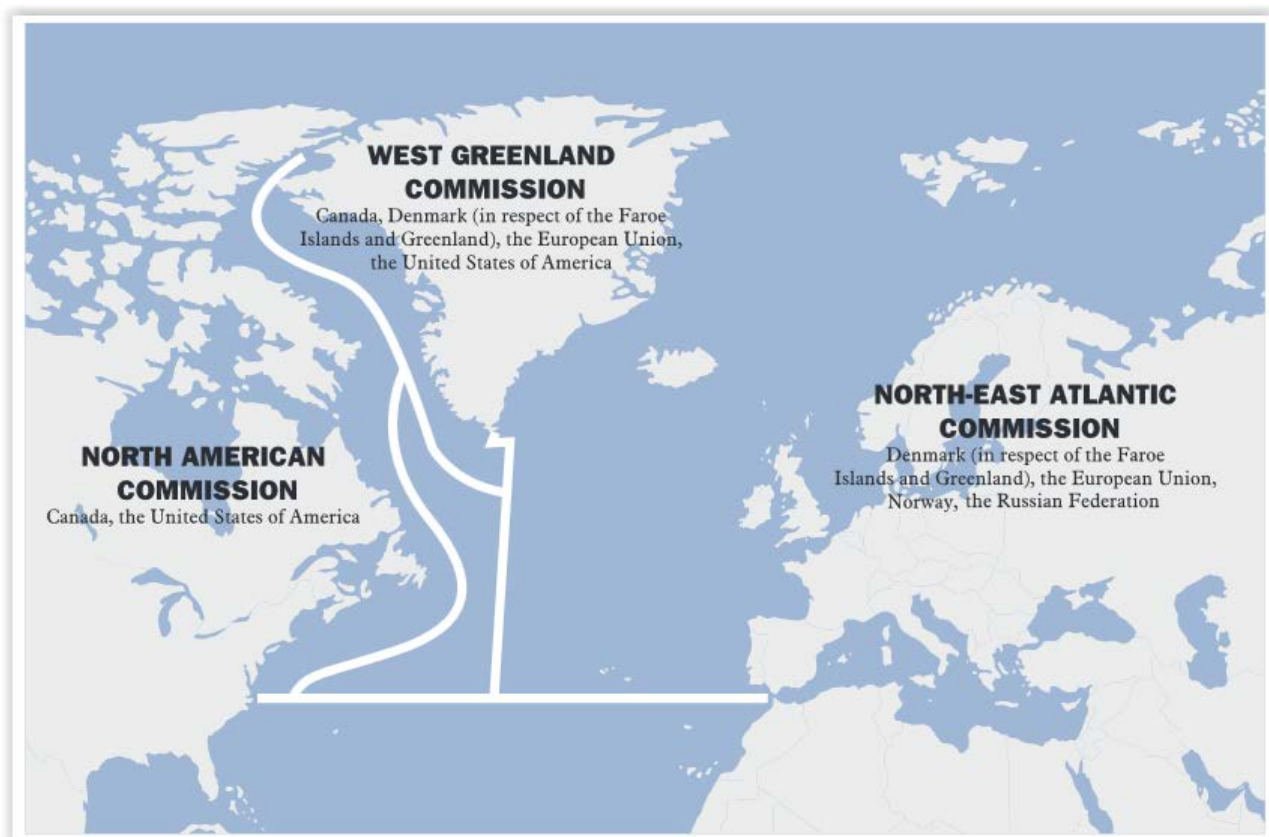 WEST GREENLAND
COMMISSION
Canada, Denmark (in respect of the Faroe
Islands and Greenland), the European Union,
the United States of America
NORTH AMERICAN
COMMISSION
Canada, the United States of America
NORTH-EAST ATLANTIC
COMMISSION
Denmark (in respect of the Faroe
Islands and Greenland), the European Union,
Norway, the Russian Federation